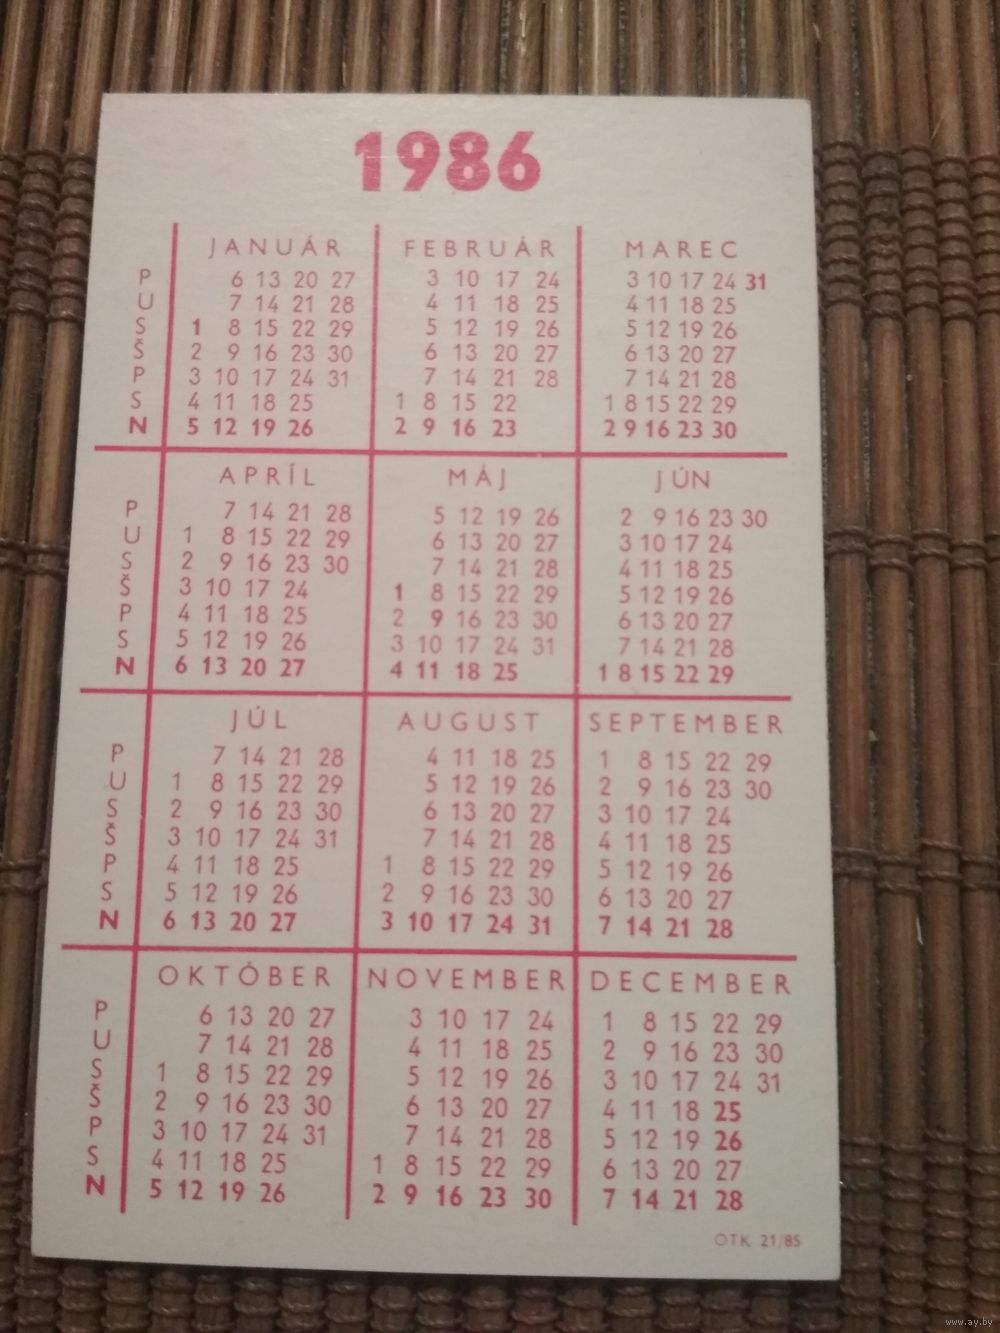 1986
JANUÁR FEBRUÁR MAREC
P 6 13 20 27 3 10 17 24 3 10 17 24 31
U 7 14 21 28 4 11 18 25 4 11 18 25
S 1 8 15 22 29 5 12 19 26 5 12 19 26
Š 2 9 16 23 30 6 13 20 27 6 13 20 27
P 3 10 17 24 31 7 14 21 28 7 14 21 28
S 4 11 18 25 1 8 15 22 1 8 15 22 29
N 5 12 19 26 2 9 16 23 2 9 16 23 30
APRÍL MÁJ JÚN
P 7 14 21 28 5 12 19 26 2 9 16 23 30
U 1 8 15 22 29 6 13 20 27 3 10 17 24
S 2 9 16 23 30 7 14 21 28 4 11 18 25
Š 3 10 17 24 1 8 15 22 29 5 12 19 26
P 4 11 18 25 2 9 16 23 30 6 13 20 27
S 5 12 19 26 3 10 17 24 31 7 14 21 28
N 6 13 20 27 4 11 18 25 1 8 15 22 29
JÚL AUGUST SEPTEMBER
P 7 14 21 28 4 11 18 25 1 8 15 22 29
U 1 8 15 22 29 5 12 19 26 2 9 16 23 30
S 2 9 16 23 30 6 13 20 27 3 10 17 24
Š 3 10 17 24 31 7 14 21 28 4 11 18 25
P 4 11 18 25 1 8 15 22 29 5 12 19 26
S 5 12 19 26 2 9 16 23 30 6 13 20 27
N 6 13 20 27 3 10 17 24 31 7 14 21 28
OKTÓBER NOVEMBER DECEMBER
P 6 13 20 27 3 10 17 24 1 8 15 22 29
U 7 14 21 28 4 11 18 25 2 9 16 23 30
S 1 8 15 22 29 5 12 19 26 3 10 17 24 31
Š 2 9 16 23 30 6 13 20 27 4 11 18 25
P 3 10 17 24 31 7 14 21 28 5 12 19 26
S 4 11 18 25 1 8 15 22 29 6 13 20 27
N 5 12 19 26 2 9 16 23 30 7 14 21 28
OTK 21/85
www.ay.by